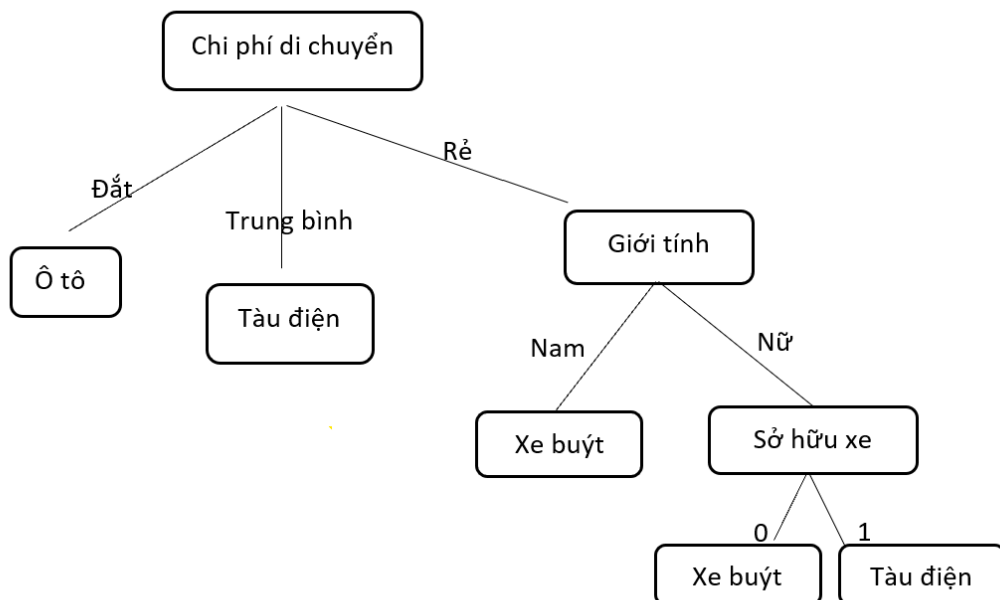 Chi phí di chuyển
Rẻ
Đắt
Trung bình
Giới tính
Ô tô
Tàu điện
Nam
Nữ
Xe buýt
Sở hữu xe
0
1
Xe buýt
Tàu điện